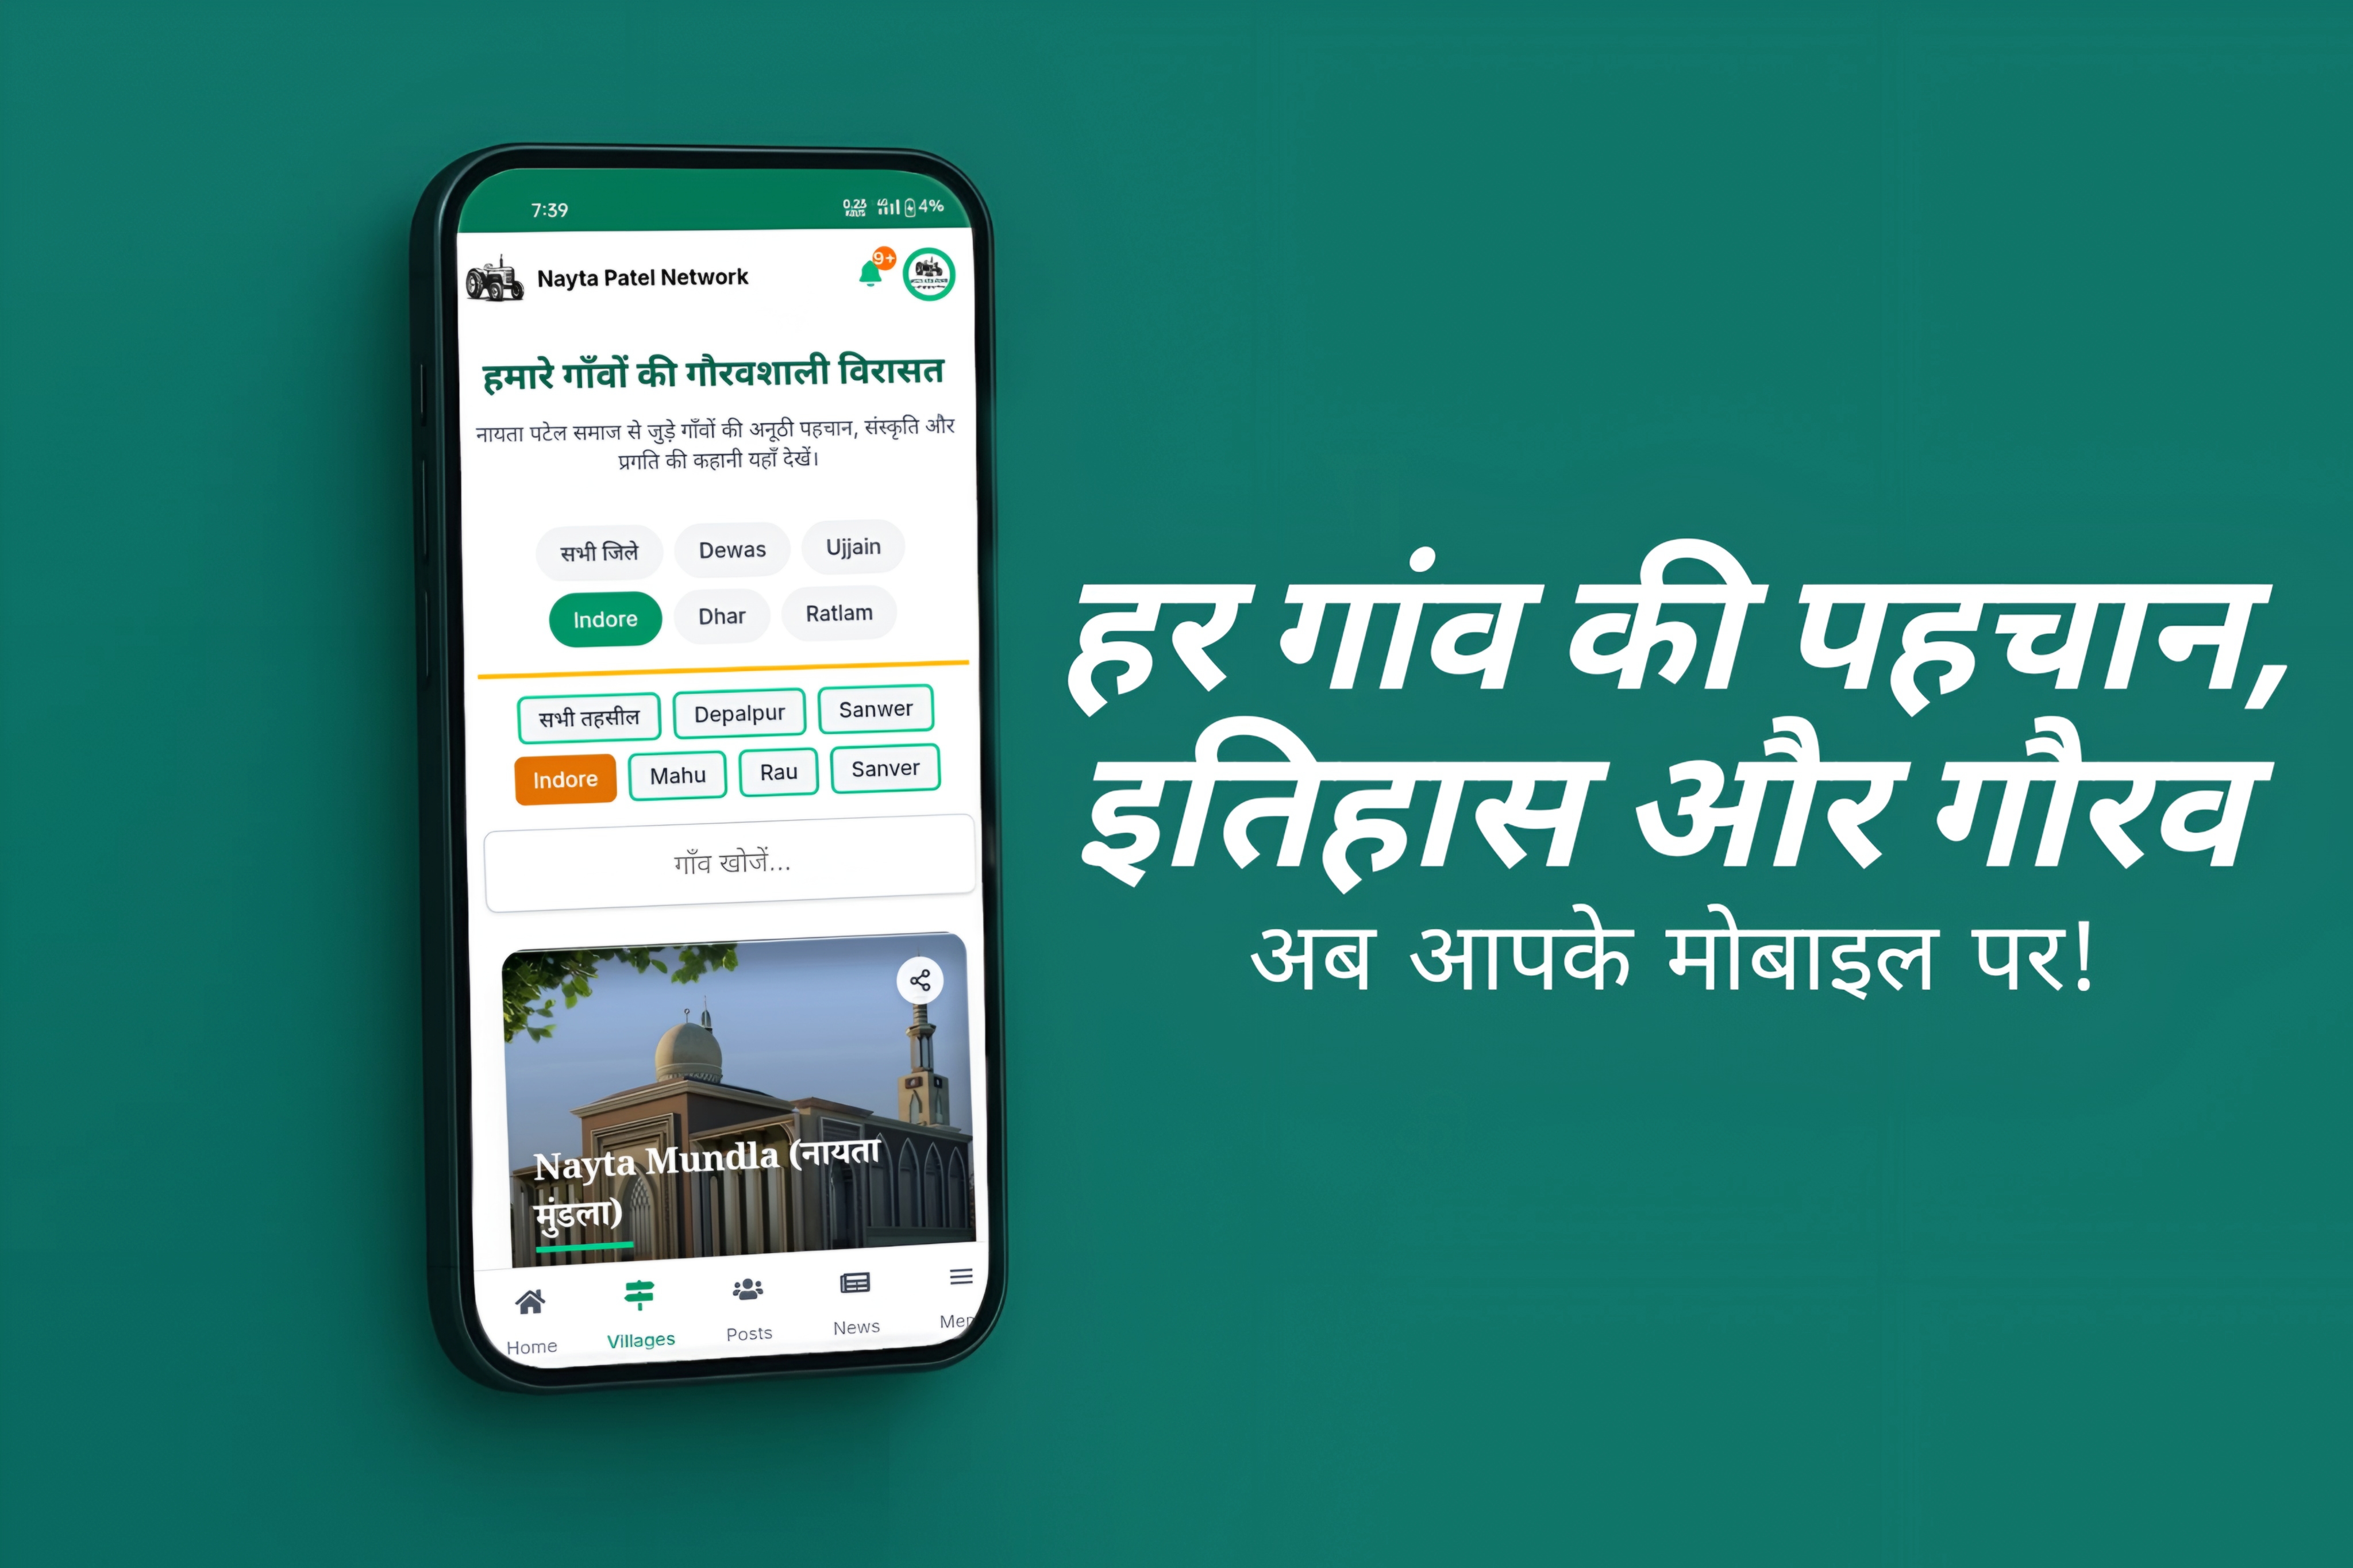 7:39
0.23
4%
Nayta Patel Network
9+
हमारे गाँवों की गौरवशाली विरासत
नायता पटेल समाज से जुड़े गाँवों की अनूठी पहचान, संस्कृति और
प्रगति की कहानी यहाँ देखें।
सभी जिले
Dewas
Ujjain
Indore
Dhar
Ratlam
सभी तहसील
Depalpur
Sanwer
Indore
Mahu
Rau
Sanver
गाँव खोजें...
Nayta Mundla (नायता
मुंडला)
Home
Villages
Posts
News
हर गांव की पहचान,
इतिहास और गौरव
अब आपके मोबाइल पर!